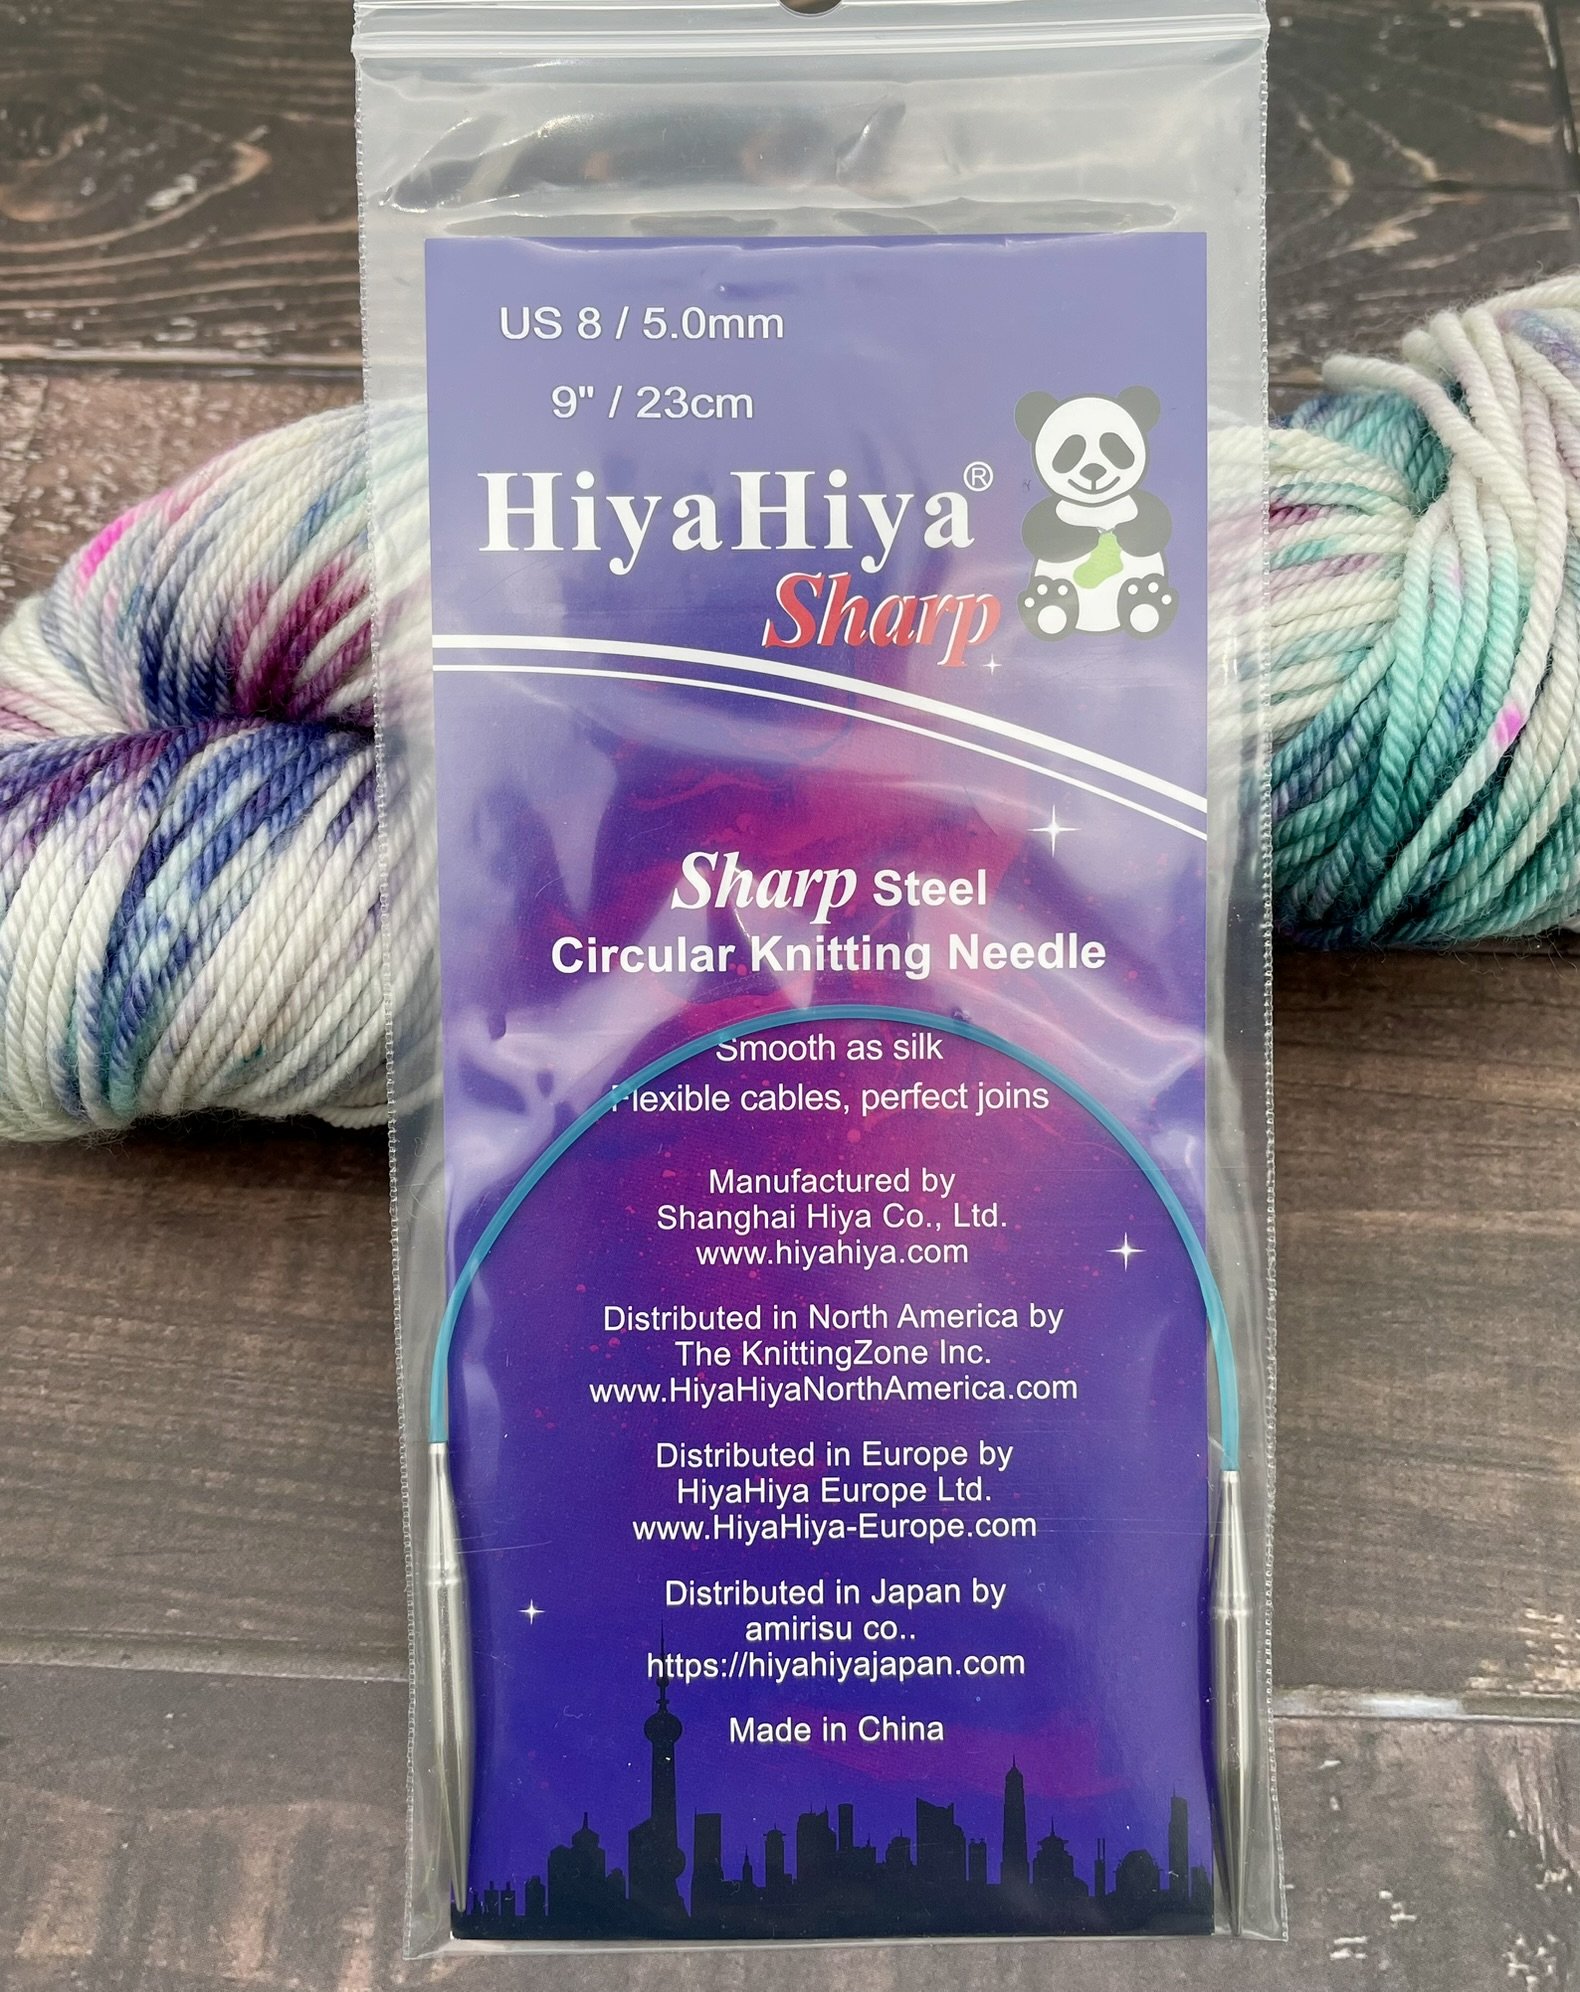 US 8 / 5.0mm
9" / 23cm
HiyaHiya®
Sharp
Sharp Steel
Circular Knitting Needle
Smooth as silk
Flexible cables, perfect joins
Manufactured by
Shanghai Hiya Co., Ltd.
www.hiyahiya.com
Distributed in North America by
The KnittingZone Inc.
www.HiyaHiyaNorthAmerica.com
Distributed in Europe by
HiyaHiya Europe Ltd.
www.HiyaHiya-Europe.com
Distributed in Japan by
amirisu co..
https://hiyahiyajapan.com
Made in China